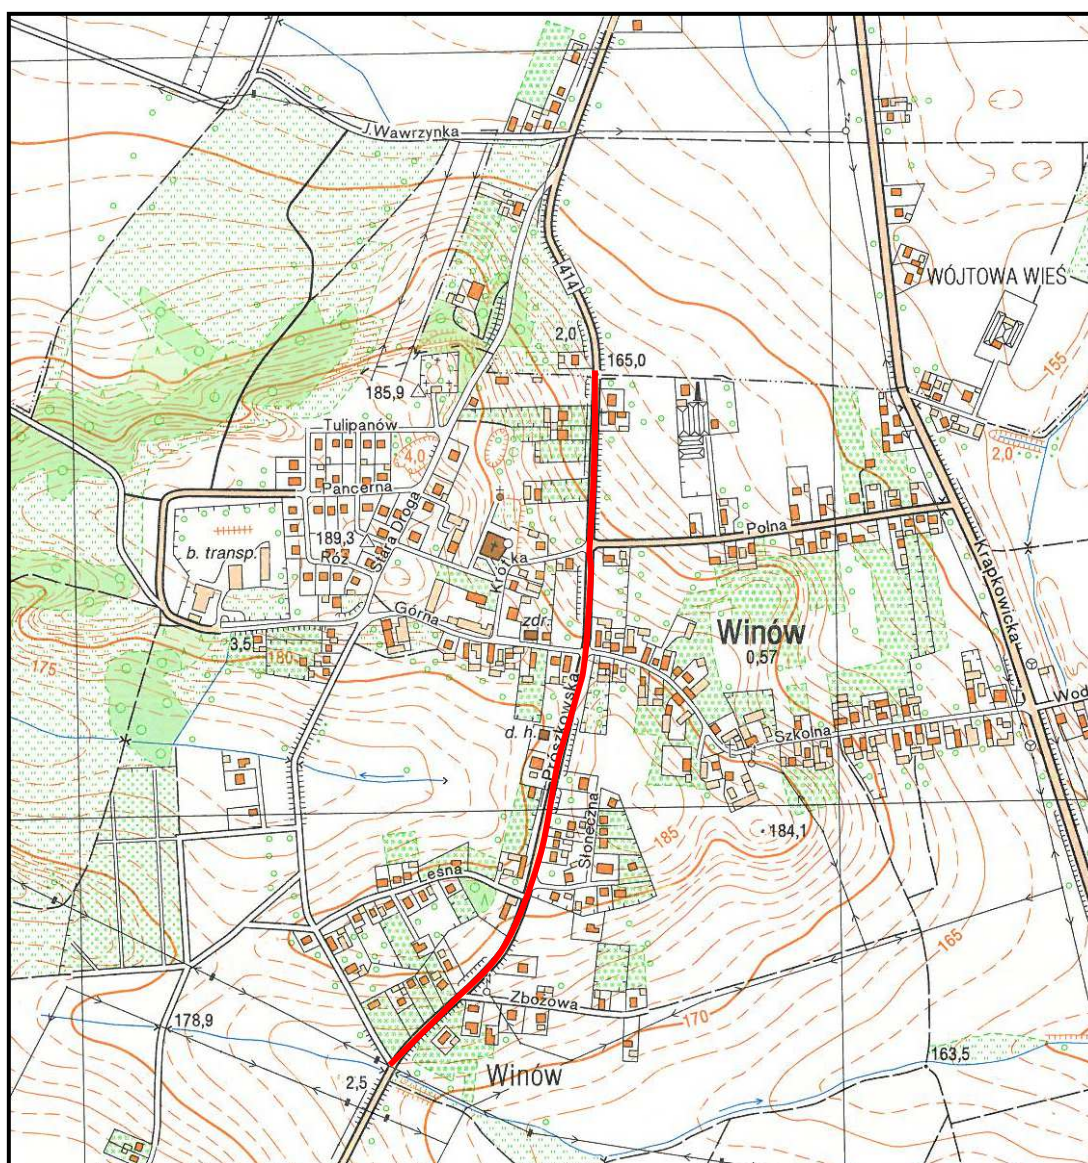 J. Wawrzynka
414
WÓJTOWA WIEŚ
155
2,0
165,0
185,9
Tulipanów
4,0
2,0
Pancerna
Stara Droga
189,3
Polna
b. transp.
Róż
Krótka
Krapkowicka
Górna
zdr.
Winów
0,57
3,5
180
175
Prószkowska
Szkolna
d. h.
Słoneczna
184,1
185
Leśna
165
Zbożowa
170
178,9
163,5
2,5
Winów